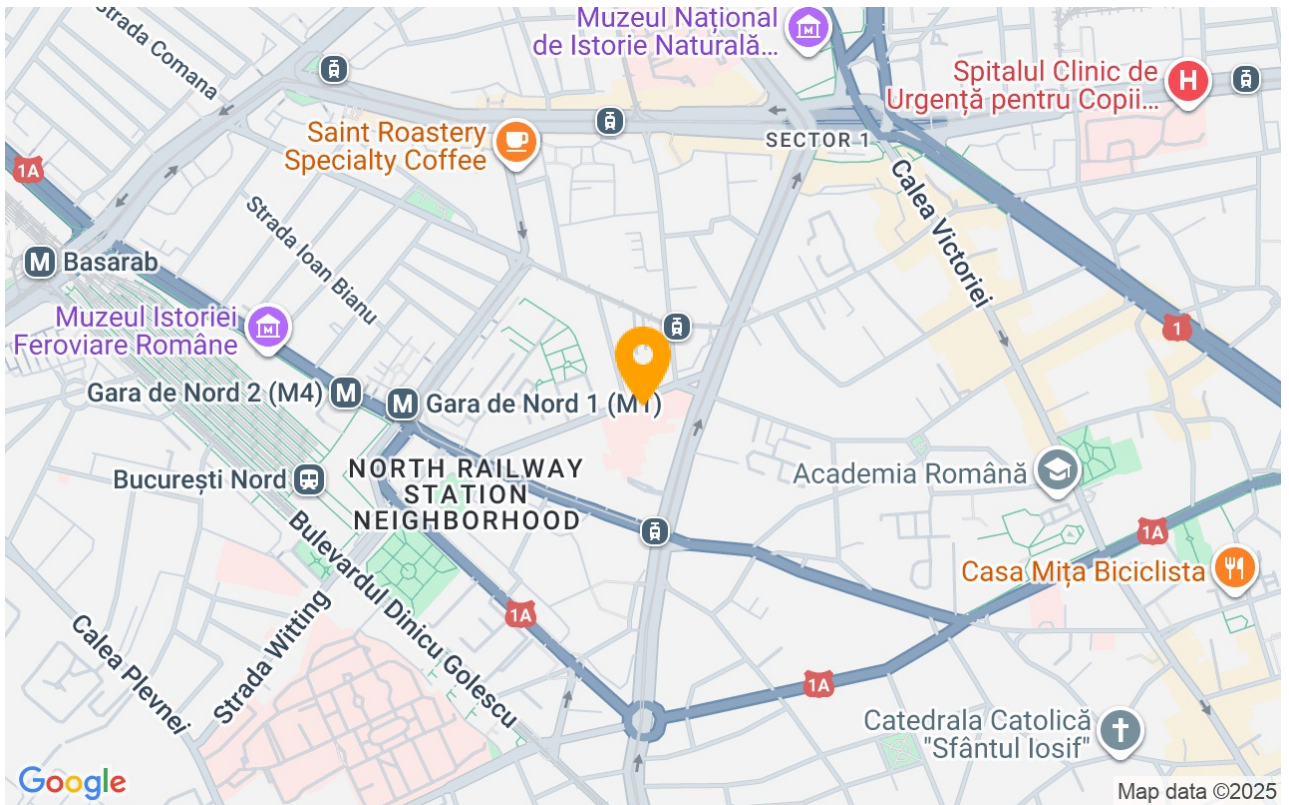 Muzeul Național
de Istorie Naturală...
Strada Comana
Spitalul Clinic de
Urgență pentru Copii...
H
Saint Roastery
Specialty Coffee
SECTOR 1
1A
Calea Victoriei
Strada Ioan Bianu
M Basarab
Muzeul Istoriei
Feroviare Române
1
Gara de Nord 2 (M4) M
M Gara de Nord 1 (M1)
București Nord
NORTH RAILWAY
STATION
NEIGHBORHOOD
Academia Română
1A
Bulevardul Dinicu Golescu
Casa Mița Biciclista
1A
Strada Witting
Calea Plevnei
1A
Catedrala Catolică
"Sfântul Iosif"
Google
Map data ©2025